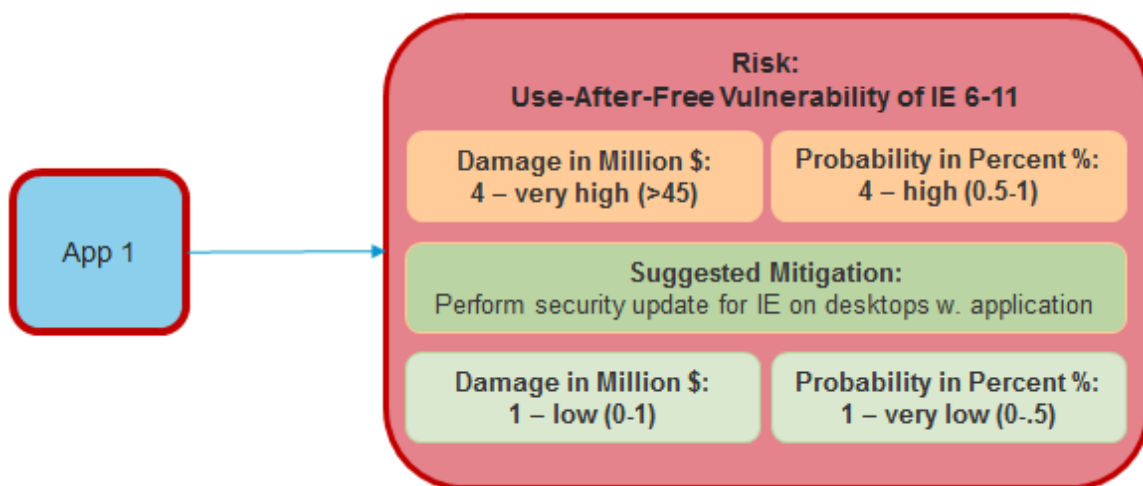 Risk:
Use-After-Free Vulnerability of IE 6-11
Damage in Million $:
4 – very high (>45)
Probability in Percent %:
4 – high (0.5-1)
App 1
Suggested Mitigation:
Perform security update for IE on desktops w. application
Damage in Million $:
1 – low (0-1)
Probability in Percent %:
1 – very low (0-.5)